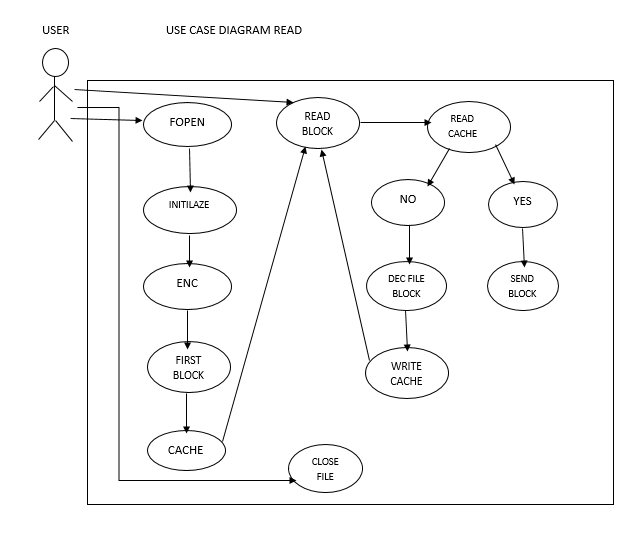 USER
USE CASE DIAGRAM READ
FOPEN
INITILAZE
ENC
FIRST
BLOCK
CACHE
READ
BLOCK
READ
CACHE
NO
YES
DEC FILE
BLOCK
SEND
BLOCK
WRITE
CACHE
CLOSE
FILE